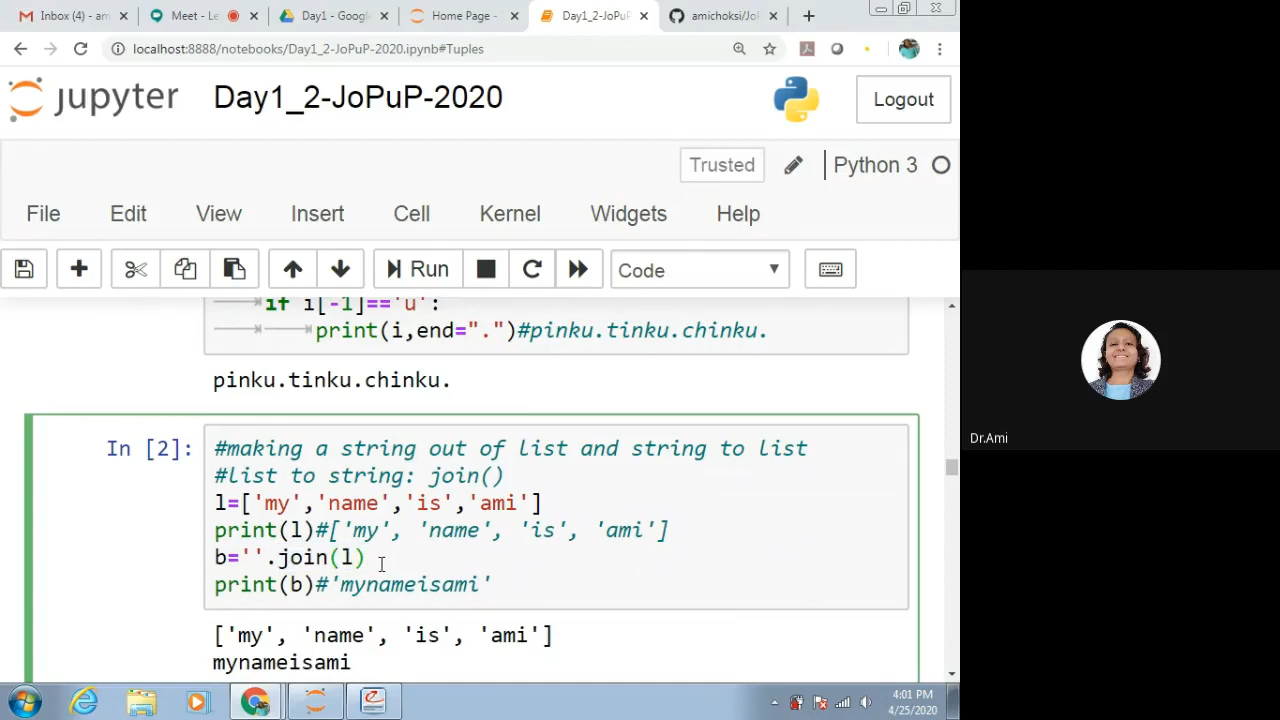 Inbox (4) - am
Meet - Le
Day1 - Google
Home Page -
Day1_2-JoPuP
amichoksi/JoP
localhost:8888/notebooks/Day1_2-JoPuP-2020.ipynb#Tuples
jupyter Day1_2-JoPuP-2020
Logout
Trusted
Python 3
File Edit View Insert Cell Kernel Widgets Help
Run
Code
if i[-1]=='u':
print(i,end=".")#pinku.tinku.chinku.
pinku.tinku.chinku.
In [2]:
#making a string out of list and string to list
#list to string: join()
l=['my','name','is','ami']
print(l)#['my', 'name', 'is', 'ami']
b=''.join(l)
print(b)#'mynameisami'
['my', 'name', 'is', 'ami']
mynameisami
Dr.Ami
4:01 PM
4/25/2020